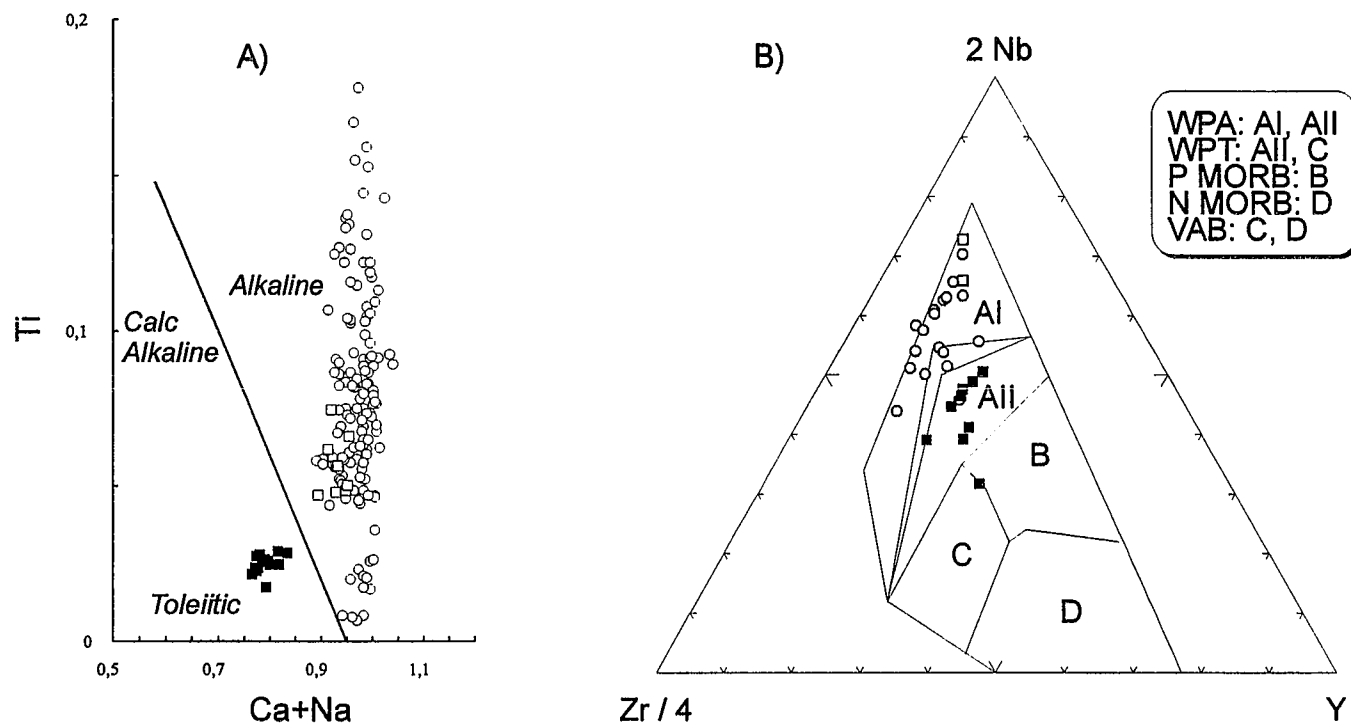 A)
0,2
0,1
0
Ti
Alkaline
Calc
Alkaline
Toleiitic
0,5
0,7
0,9
1,1
Ca+Na
B)
2 Nb
WPA: AI, AII
WPT: AII, C
P MORB: B
N MORB: D
VAB: C, D
AI
AII
B
C
D
Zr / 4
Y